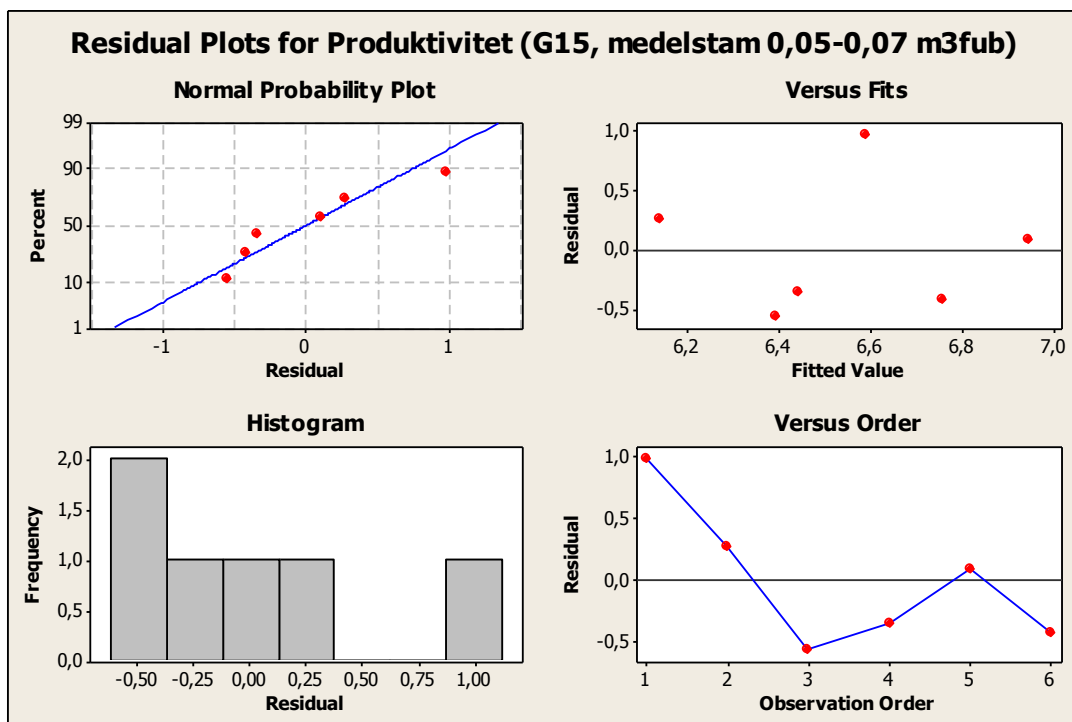 Residual Plots for Produktivitet (G15, medelstam 0,05-0,07 m3fub)
Normal Probability Plot
99
90
50
10
1
Percent
-1 0 1
Residual
Versus Fits
1,0
0,5
0,0
-0,5
Residual
6,2 6,4 6,6 6,8 7,0
Fitted Value
Histogram
2,0
1,5
1,0
0,5
0,0
Frequency
-0,50 -0,25 0,00 0,25 0,50 0,75 1,00
Residual
Versus Order
1,0
0,5
0,0
-0,5
Residual
1 2 3 4 5 6
Observation Order